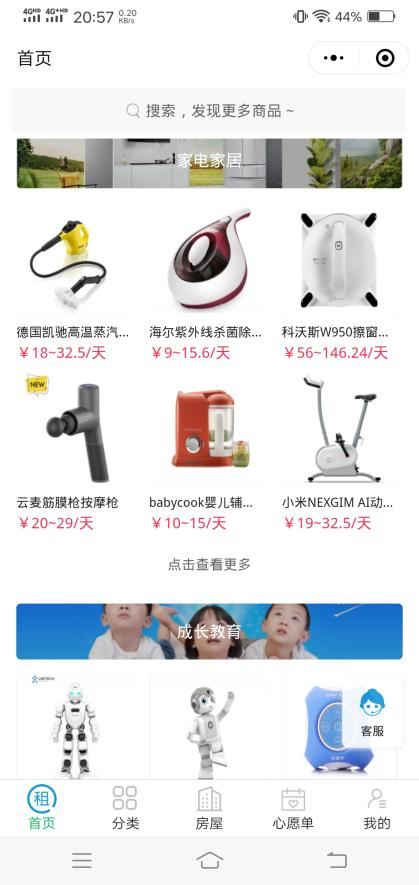 4GHD 4G+HD 20:57 0.20 KB/s 44%
首页
搜索，发现更多商品 ~
家电家居
德国凯驰高温蒸汽... 海尔紫外线杀菌除... 科沃斯W950擦窗...
￥18~32.5/天 ￥9~15.6/天 ￥56~146.24/天
NEW
云麦筋膜枪按摩枪 babycook婴儿辅... 小米NEXGIM AI动...
￥20~29/天 ￥10~15/天 ￥19~32.5/天
点击查看更多
成长教育
UBTECH
客服
租
首页 分类 房屋 心愿单 我的